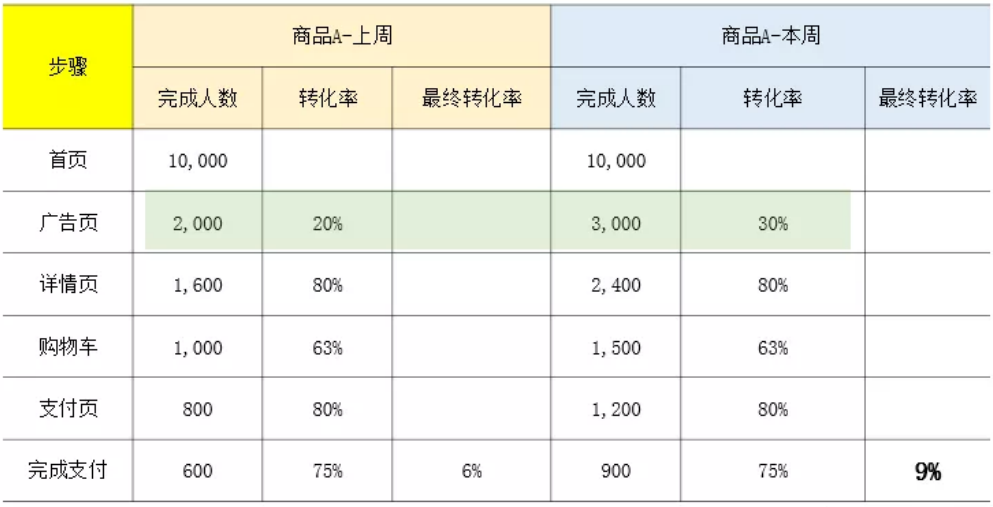 步骤 商品A-上周 商品A-本周
完成人数 转化率 最终转化率 完成人数 转化率 最终转化率
首页 10,000 10,000
广告页 2,000 20% 3,000 30%
详情页 1,600 80% 2,400 80%
购物车 1,000 63% 1,500 63%
支付页 800 80% 1,200 80%
完成支付 600 75% 6% 900 75% 9%